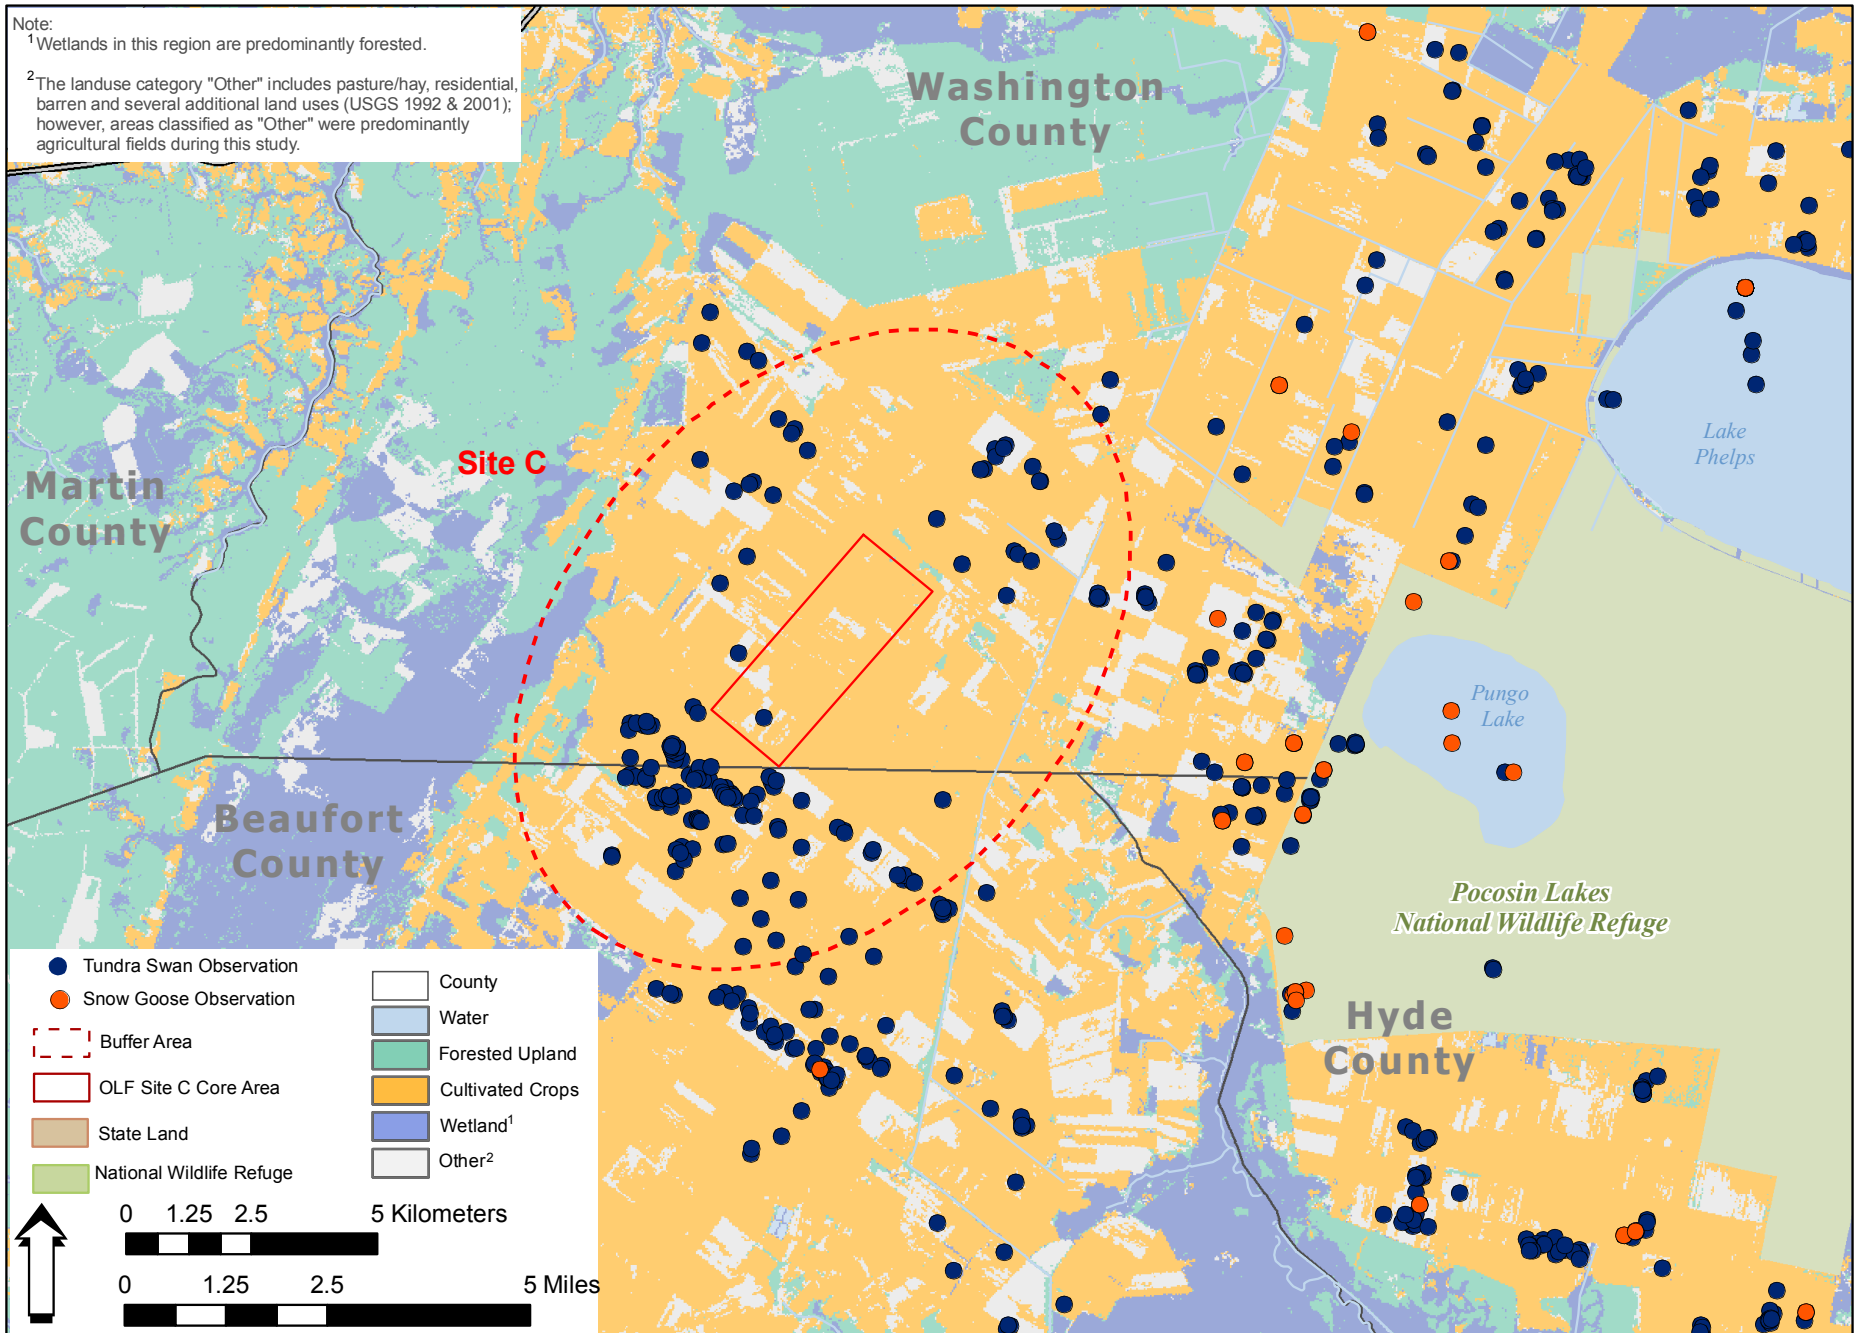 Note:
1 Wetlands in this region are predominantly forested.
2 The landuse category "Other" includes pasture/hay, residential,
barren and several additional land uses (USGS 1992 & 2001);
however, areas classified as "Other" were predominantly
agricultural fields during this study.
Washington
County
Site C
Martin
County
Lake
Phelps
Pungo
Lake
Beaufort
County
Pocosin Lakes
National Wildlife Refuge
Hyde
County
Tundra Swan Observation
Snow Goose Observation
Buffer Area
OLF Site C Core Area
State Land
National Wildlife Refuge
County
Water
Forested Upland
Cultivated Crops
Wetland1
Other2
0 1.25 2.5 5 Kilometers
0 1.25 2.5 5 Miles